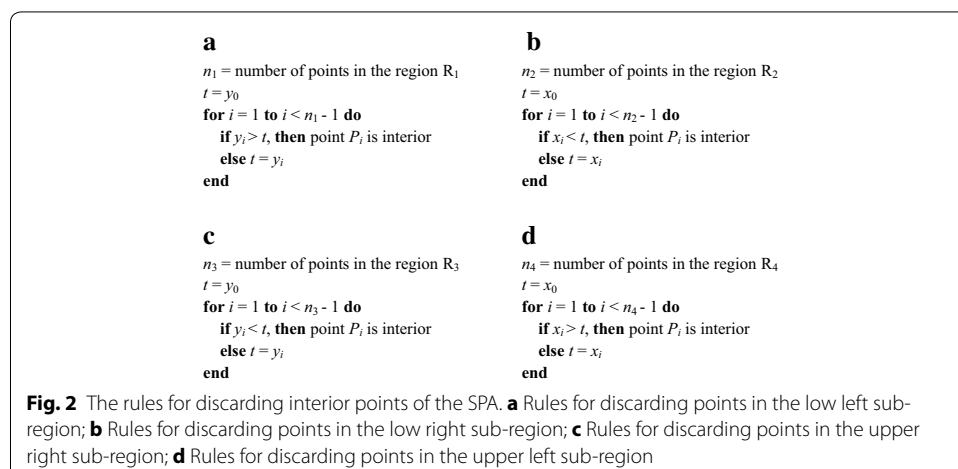 a
n₁ = number of points in the region R₁
t = y₀
for i = 1 to i < n₁ - 1 do
if yᵢ > t, then point Pᵢ is interior
else t = yᵢ
end
b
n₂ = number of points in the region R₂
t = x₀
for i = 1 to i < n₂ - 1 do
if xᵢ < t, then point Pᵢ is interior
else t = xᵢ
end
c
n₃ = number of points in the region R₃
t = y₀
for i = 1 to i < n₃ - 1 do
if yᵢ < t, then point Pᵢ is interior
else t = yᵢ
end
d
n₄ = number of points in the region R₄
t = x₀
for i = 1 to i < n₄ - 1 do
if xᵢ > t, then point Pᵢ is interior
else t = xᵢ
end
Fig. 2 The rules for discarding interior points of the SPA. a Rules for discarding points in the low left sub-
region; b Rules for discarding points in the low right sub-region; c Rules for discarding points in the upper
right sub-region; d Rules for discarding points in the upper left sub-region